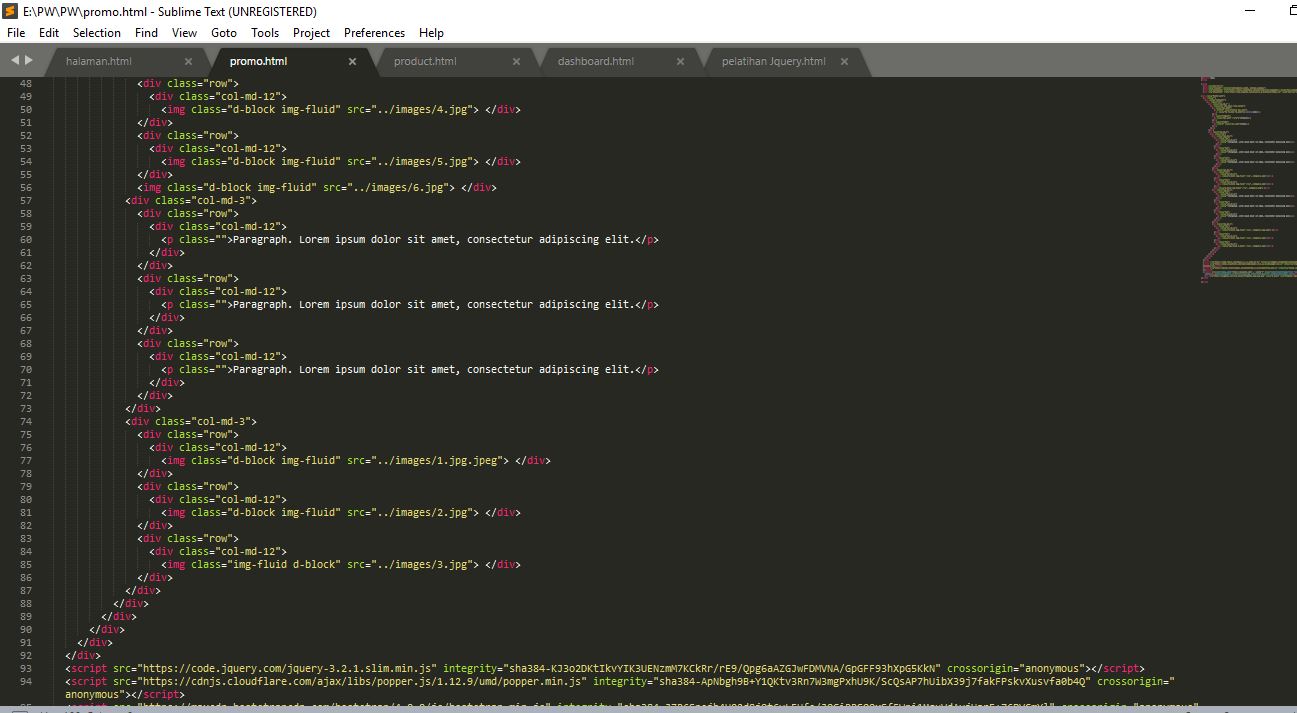 E:\PW\PW\promo.html - Sublime Text (UNREGISTERED)
File Edit Selection Find View Goto Tools Project Preferences Help
halaman.html promo.html product.html dashboard.html pelatihan Jquery.html
48 <div class="row">
49 <div class="col-md-12">
50 <img class="d-block img-fluid" src="../images/4.jpg"> </div>
51 </div>
52 <div class="row">
53 <div class="col-md-12">
54 <img class="d-block img-fluid" src="../images/5.jpg"> </div>
55 </div>
56 <img class="d-block img-fluid" src="../images/6.jpg"> </div>
57 <div class="col-md-3">
58 <div class="row">
59 <div class="col-md-12">
60 <p class="">Paragraph. Lorem ipsum dolor sit amet, consectetur adipiscing elit.</p>
61 </div>
62 </div>
63 <div class="row">
64 <div class="col-md-12">
65 <p class="">Paragraph. Lorem ipsum dolor sit amet, consectetur adipiscing elit.</p>
66 </div>
67 </div>
68 <div class="row">
69 <div class="col-md-12">
70 <p class="">Paragraph. Lorem ipsum dolor sit amet, consectetur adipiscing elit.</p>
71 </div>
72 </div>
73 </div>
74 <div class="col-md-3">
75 <div class="row">
76 <div class="col-md-12">
77 <img class="d-block img-fluid" src="../images/1.jpg.jpeg"> </div>
78 </div>
79 <div class="row">
80 <div class="col-md-12">
81 <img class="d-block img-fluid" src="../images/2.jpg"> </div>
82 </div>
83 <div class="row">
84 <div class="col-md-12">
85 <img class="img-fluid d-block" src="../images/3.jpg"> </div>
86 </div>
87 </div>
88 </div>
89 </div>
90 </div>
91 </div>
92 </div>
93 <script src="https://code.jquery.com/jquery-3.2.1.slim.min.js" integrity="sha384-KJ3o2DKtIkvYIK3UENzmM7KCkRr/rE9/Qpg6aAZGJwFDMVNA/GpGFF93hXpG5KkN" crossorigin="anonymous"></script>
94 <script src="https://cdnjs.cloudflare.com/ajax/libs/popper.js/1.12.9/umd/popper.min.js" integrity="sha384-ApNbgh9B+Y1QKtv3Rn7W3mgPxhU9K/ScQsAP7hUibX39j7fakFPskvXusvfa0b4Q" crossorigin="
anonymous"></script>